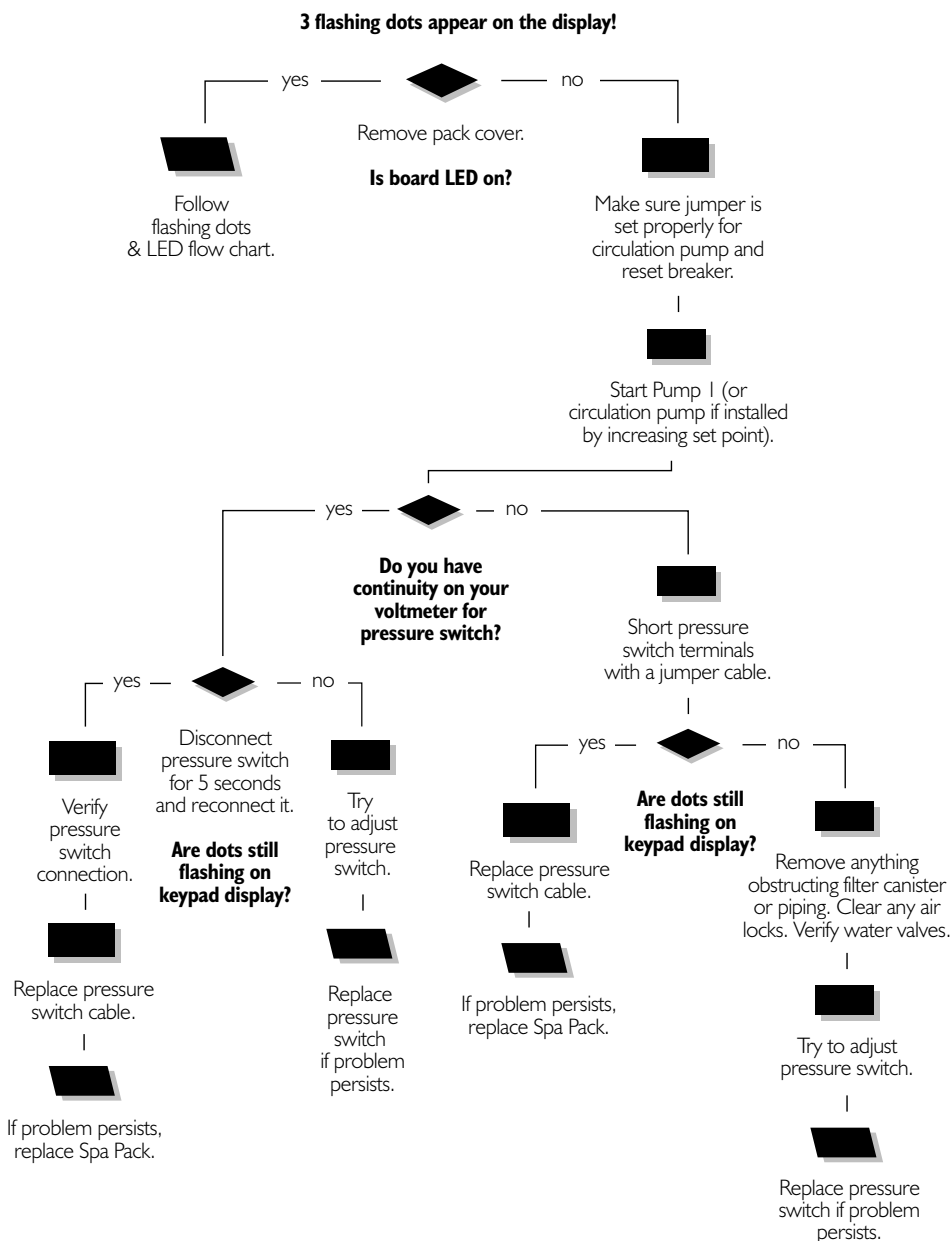 3 flashing dots appear on the display!
yes
no
Remove pack cover.
Is board LED on?
Follow
flashing dots
& LED flow chart.
Make sure jumper is
set properly for
circulation pump and
reset breaker.
Start Pump 1 (or
circulation pump if installed
by increasing set point).
yes
no
Do you have
continuity on your
voltmeter for
pressure switch?
Short pressure
switch terminals
with a jumper cable.
yes
no
Disconnect
pressure switch
for 5 seconds
and reconnect it.
Are dots still
flashing on
keypad display?
Verify
pressure
switch
connection.
Replace pressure
switch cable.
If problem persists,
replace Spa Pack.
Try
to adjust
pressure
switch.
Replace
pressure
switch
if problem
persists.
yes
no
Are dots still
flashing on
keypad display?
Replace pressure
switch cable.
If problem persists,
replace Spa Pack.
Remove anything
obstructing filter canister
or piping. Clear any air
locks. Verify water valves.
Try to adjust
pressure switch.
Replace pressure
switch if problem
persists.